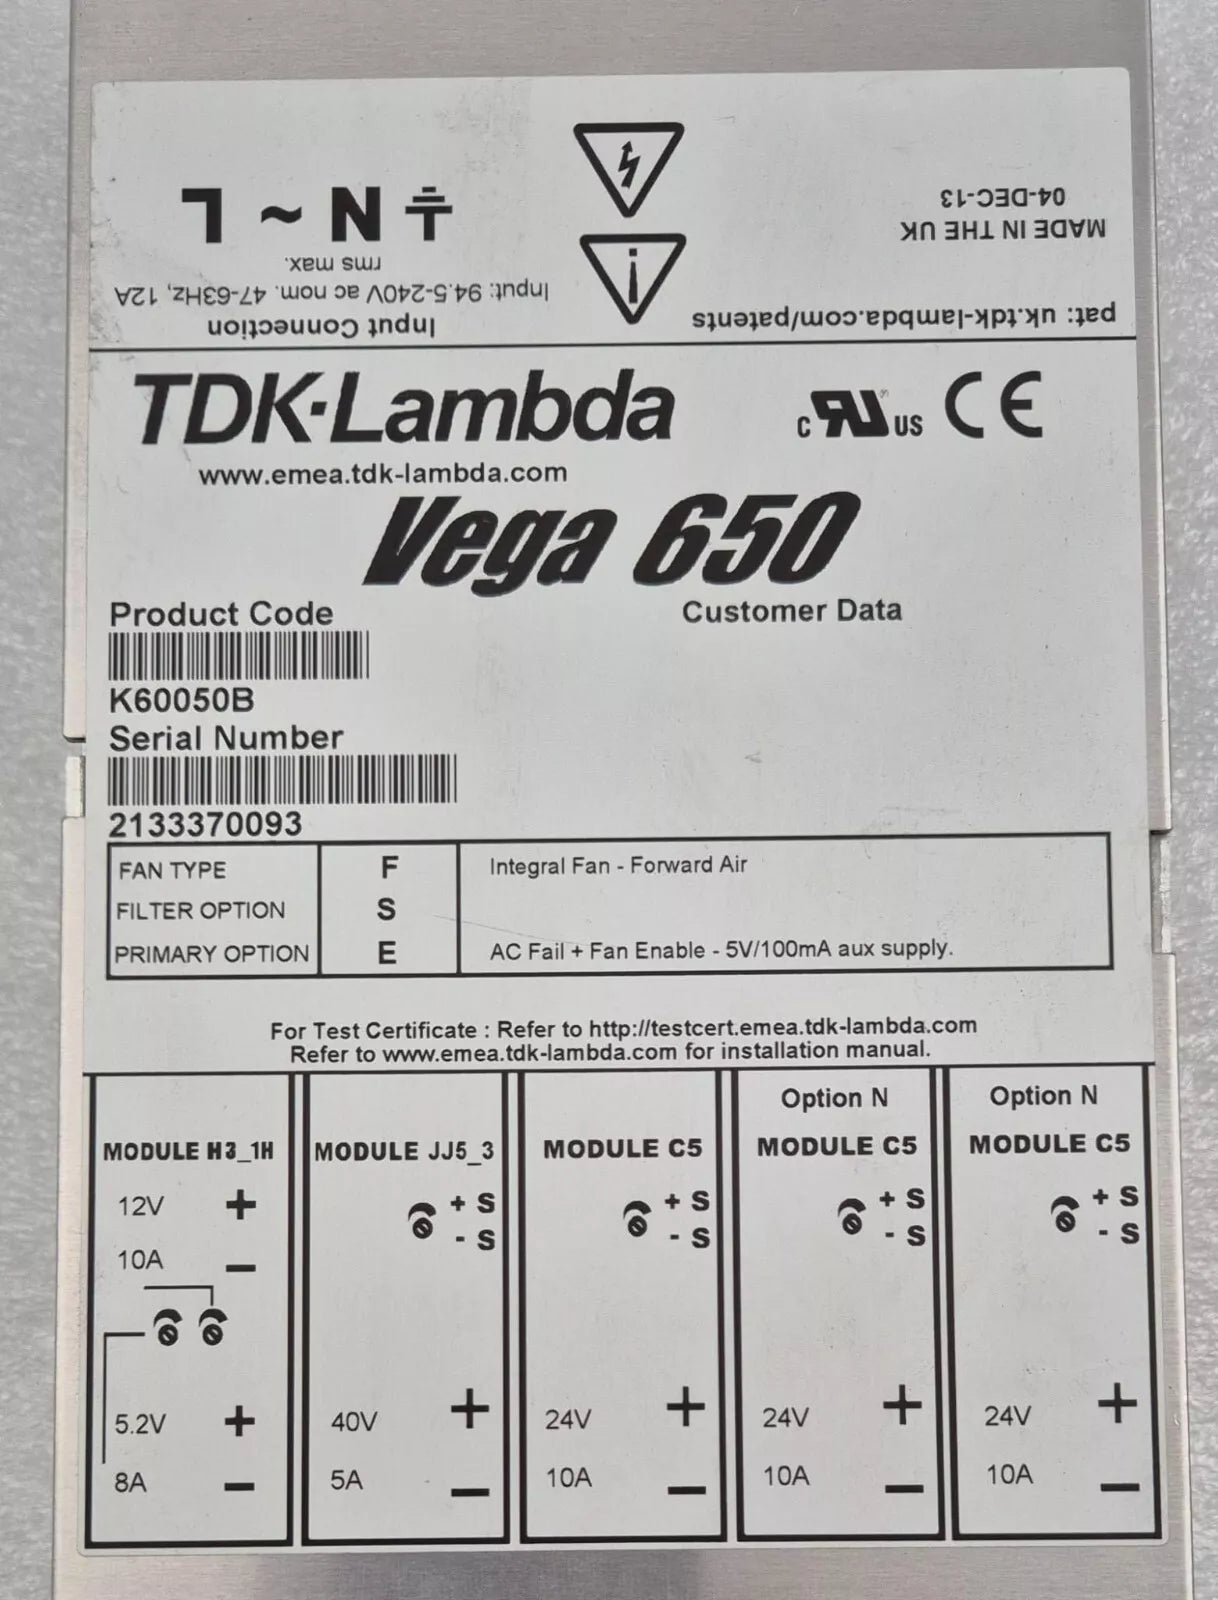 Input Connection
Input: 94.5-240V ac nom. 47-63Hz, 12A
rms max.
L ~ N
pat: uk.tdk-lambda.com/patents
MADE IN THE UK
04-DEC-13
TDK-Lambda
c RU US CE
www.emea.tdk-lambda.com
Vega 650
Product Code
Customer Data
K60050B
Serial Number
2133370093
FAN TYPE F Integral Fan - Forward Air
FILTER OPTION S
PRIMARY OPTION E AC Fail + Fan Enable - 5V/100mA aux supply.
For Test Certificate : Refer to http://testcert.emea.tdk-lambda.com
Refer to www.emea.tdk-lambda.com for installation manual.
MODULE H3_1H
12V +
10A -
5.2V +
8A -
MODULE JJ5_3
+ S
- S
40V +
5A -
MODULE C5
+ S
- S
24V +
10A -
Option N
MODULE C5
+ S
- S
24V +
10A -
Option N
MODULE C5
+ S
- S
24V +
10A -